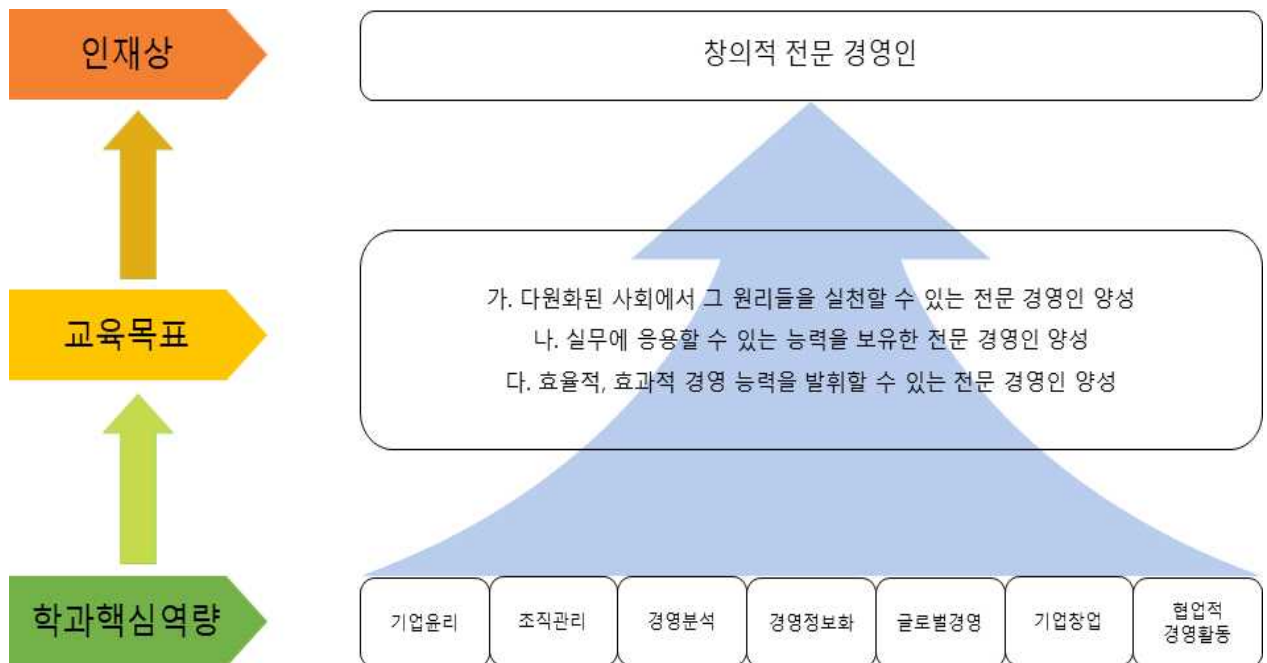 인재상
창의적 전문 경영인
교육목표
가. 다원화된 사회에서 그 원리들을 실천할 수 있는 전문 경영인 양성
나. 실무에 응용할 수 있는 능력을 보유한 전문 경영인 양성
다. 효율적, 효과적 경영 능력을 발휘할 수 있는 전문 경영인 양성
학과핵심역량
기업윤리
조직관리
경영분석
경영정보화
글로벌경영
기업창업
협업적
경영활동